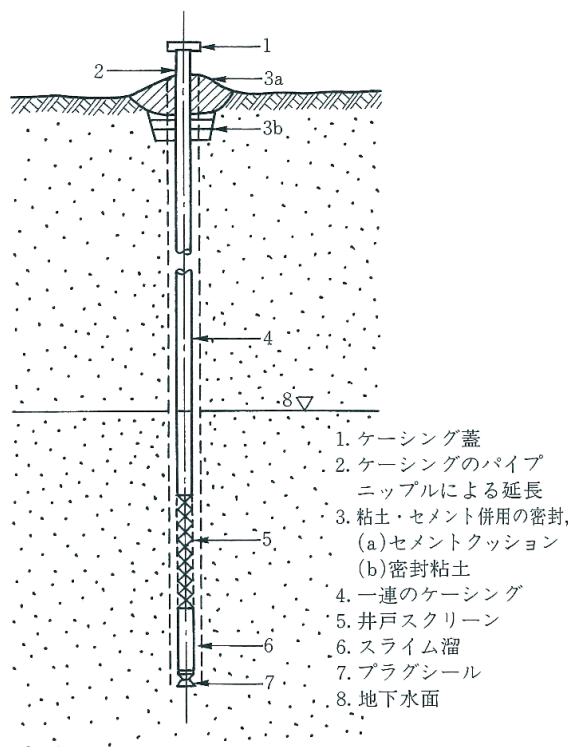 1
2
3a
3b
4
8
5
6
7
1. ケーシング蓋
2. ケーシングのパイプ
ニップルによる延長
3. 粘土・セメント併用の密封,
(a)セメントクッション
(b)密封粘土
4. 一連のケーシング
5. 井戸スクリーン
6. スライム溜
7. プラグシール
8. 地下水面